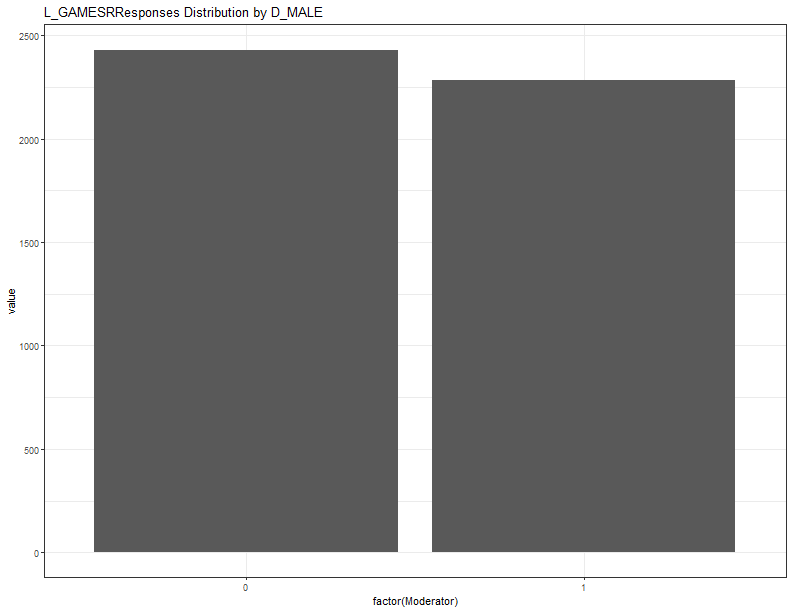 L_GAMESRResponses Distribution by D_MALE
2500
2000
1500
1000
500
0
value
0 1
factor(Moderator)